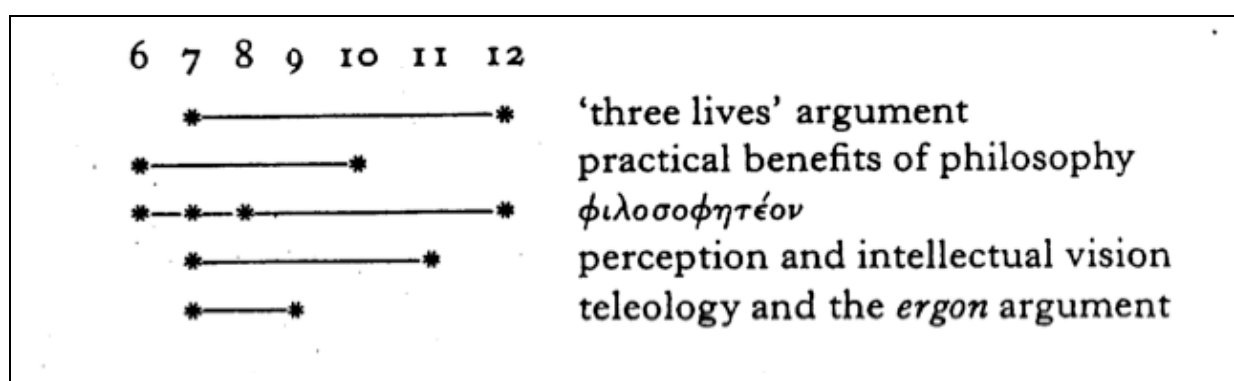 6 7 8 9 10 11 12
*—* ‘three lives’ argument
*—* practical benefits of philosophy
*—*—*—* φιλοσοφητέον
*—* perception and intellectual vision
*—* teleology and the ergon argument